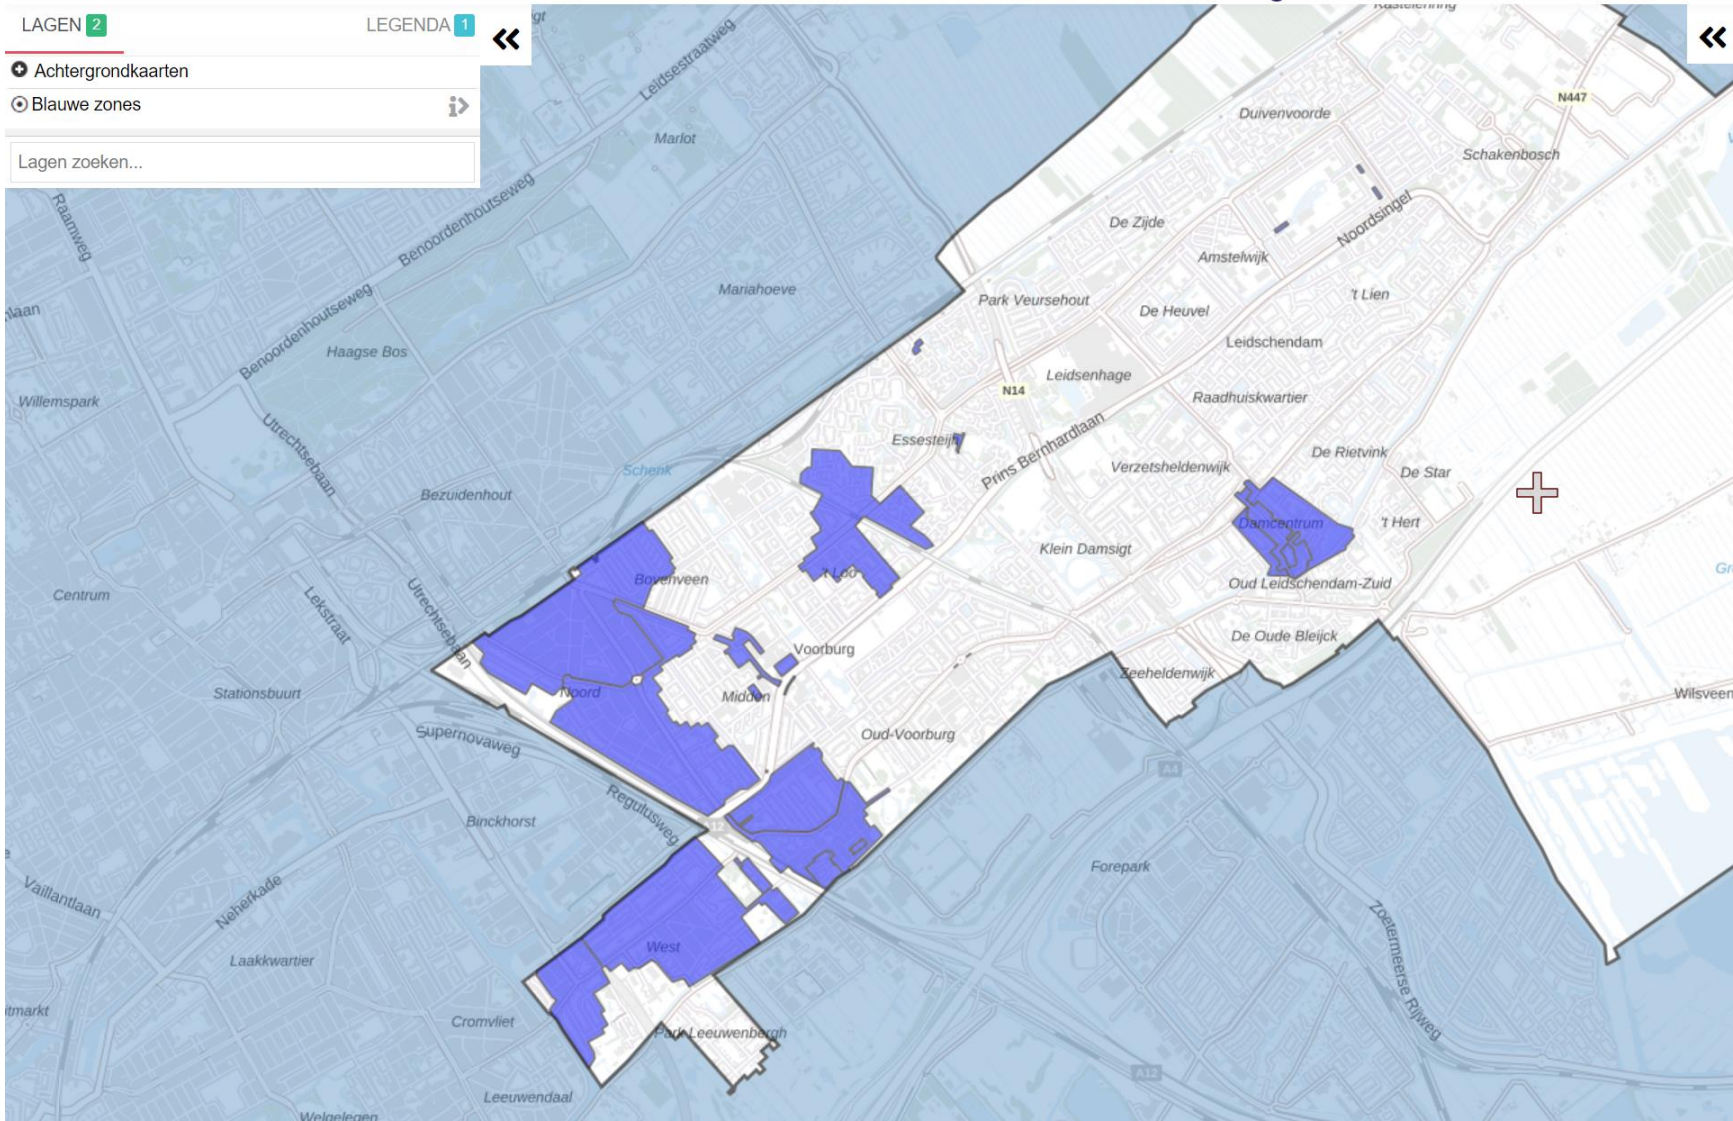 LAGEN 2
LEGENDA 1
Achtergrondkaarten
Blauwe zones
Lagen zoeken...
Leidsestraatweg
Marlot
Raamweg
Benoordenhoutseweg
Benoordenhoutseweg
Mariahoeve
Haagse Bos
Willemspark
Utrechtsebaan
Schenk
Bezuidenhout
Centrum
Lekstraat
Utrechtsebaan
Stationsbuurt
Supernovaweg
Regulusweg
Binckhorst
Vaillantlaan
Neherkade
Laakkwartier
Cromvliet
Leeuwendaal
Welgelegen
Duivenvoorde
N447
Schakenbosch
De Zijde
Noordsingel
Amstelwijk
't Lien
Park Veursehout
De Heuvel
Leidschendam
Leidsenhage
N14
Raadhuiskwartier
Essesteijn
Prins Bernhardlaan
Verzetsheldenwijk
De Rietvink
De Star
Damcentrum
't Hert
Klein Damsigt
Bovenveen
't Loo
Oud Leidschendam-Zuid
De Oude Bleijck
Voorburg
Zeeheldenwijk
Noord
Midden
Wilsveen
Oud-Voorburg
A4
A12
Forepark
West
Zoetermeerse Rijweg
Park Leeuwenbergh
A12